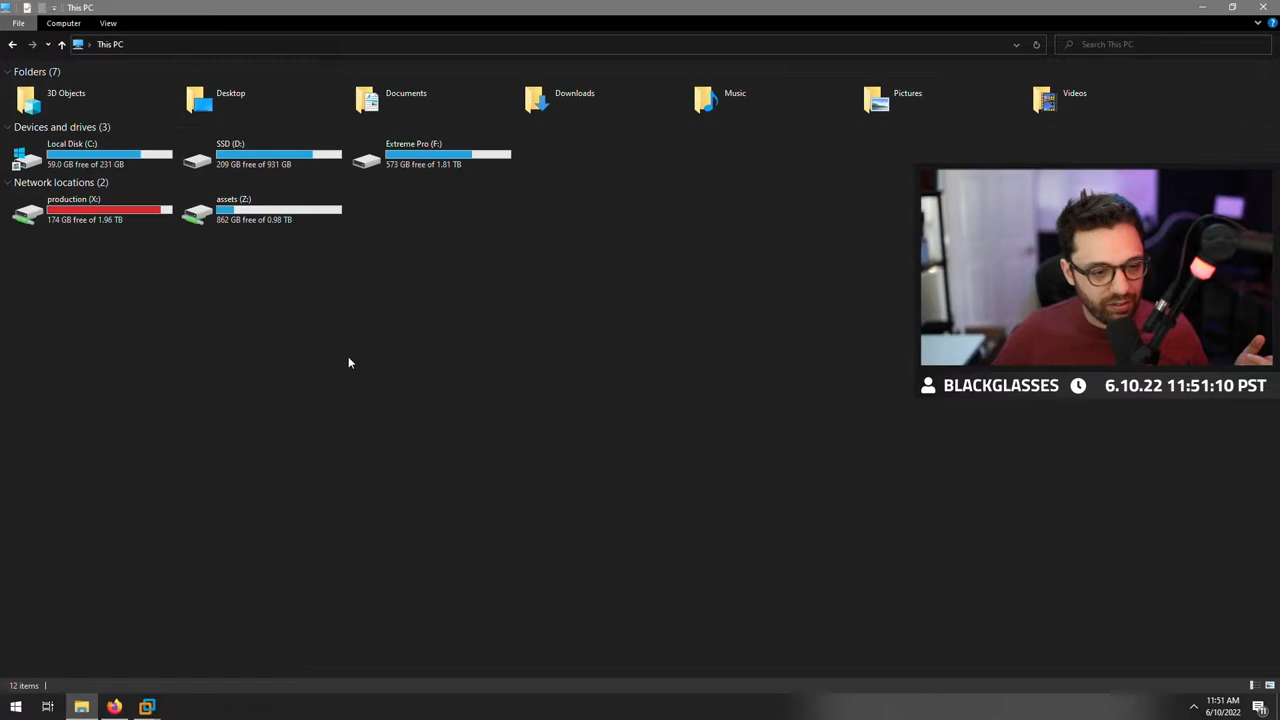 This PC
File Computer View
This PC
Search This PC
Folders (7)
3D Objects Desktop Documents Downloads Music Pictures Videos
Devices and drives (3)
Local Disk (C:) SSD (D:) Extreme Pro (F:)
59.0 GB free of 231 GB 209 GB free of 931 GB 573 GB free of 1.81 TB
Network locations (2)
production (X:) assets (Z:)
174 GB free of 1.96 TB 862 GB free of 0.98 TB
BLACKGLASSES 6.10.22 11:51:10 PST
12 items
11:51 AM
6/10/2022